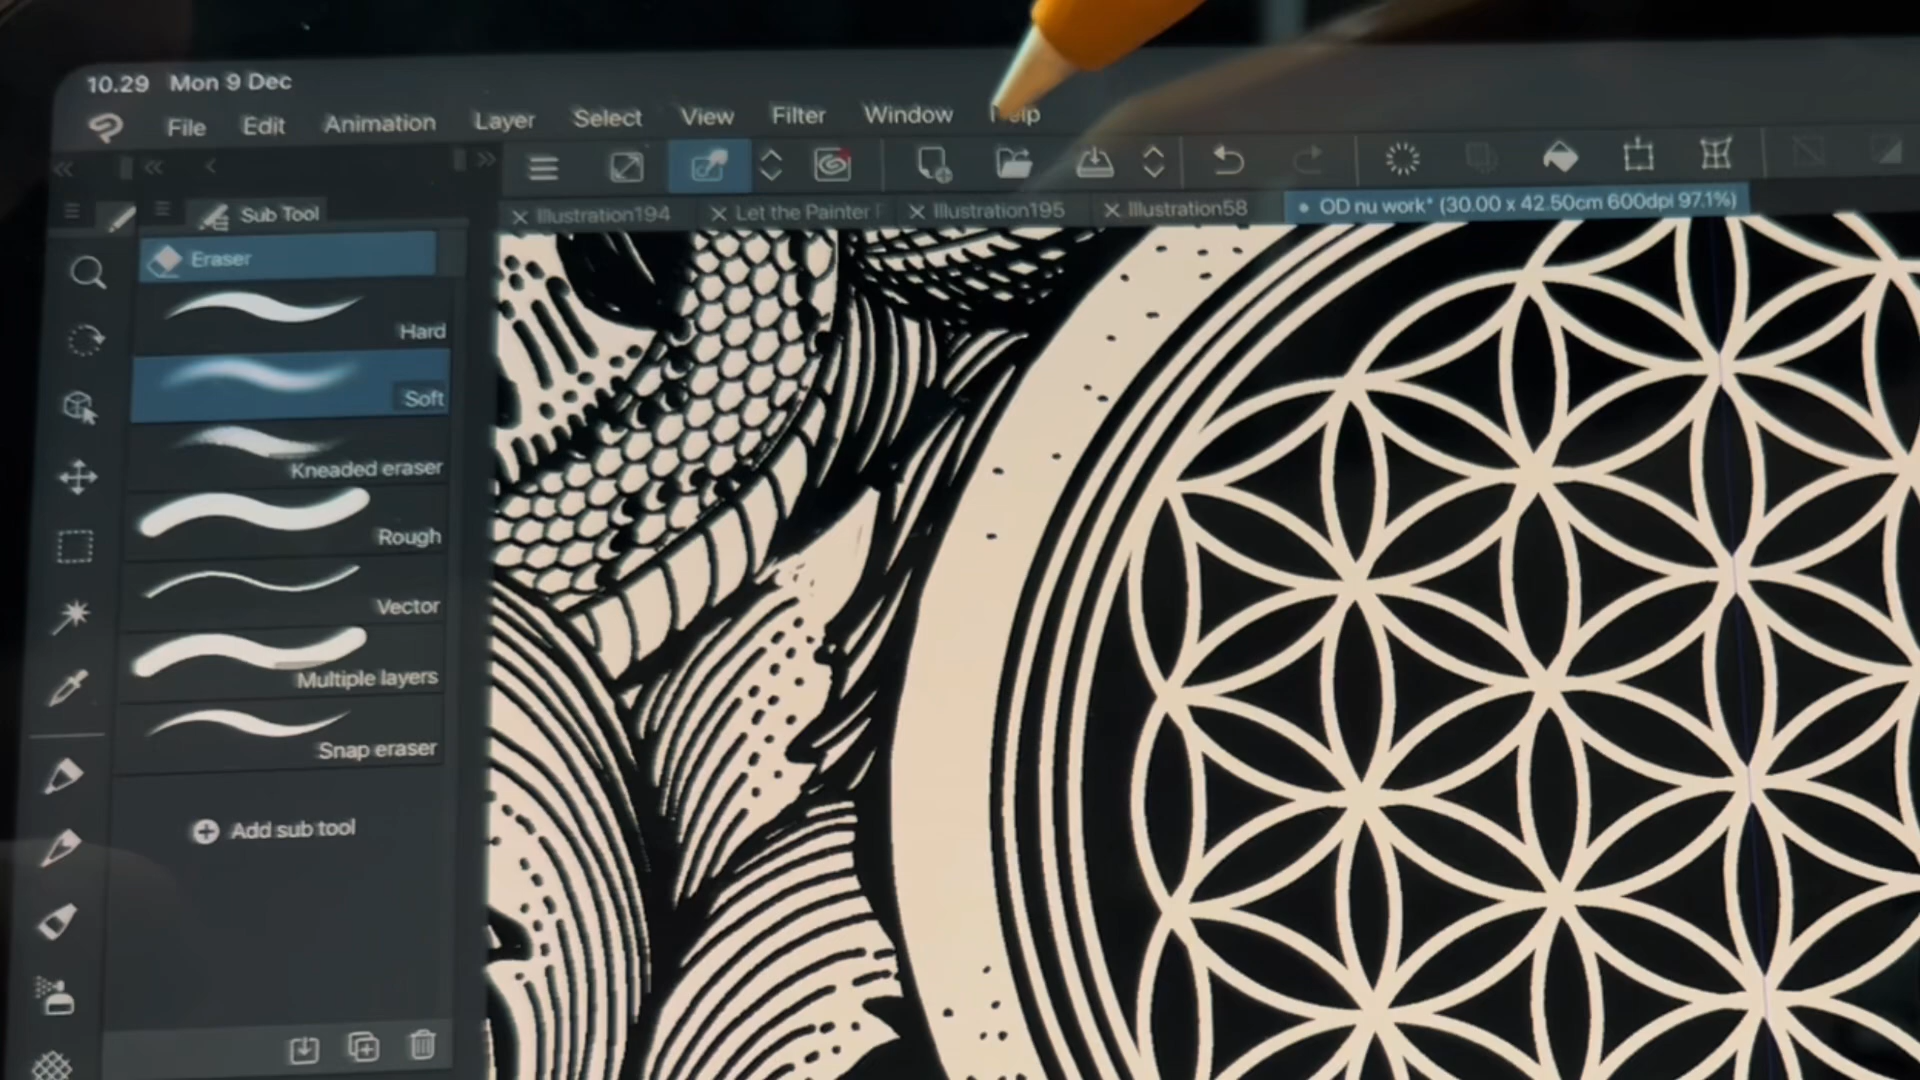 10.29 Mon 9 Dec
File Edit Animation Layer Select View Filter Window Help
Sub Tool
Illustration194 Let the Painter Illustration195 Illustration58 OD nu work* (30.00 x 42.50cm 600dpi 97.1%)
Eraser
Hard
Soft
Kneaded eraser
Rough
Vector
Multiple layers
Snap eraser
Add sub tool